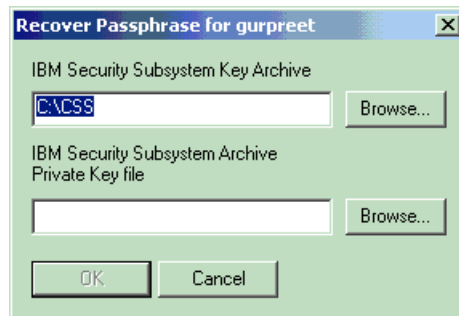 Recover Passphrase for gurpreet
IBM Security Subsystem Key Archive
C:\CSS
Browse...
IBM Security Subsystem Archive
Private Key file
Browse...
OK
Cancel